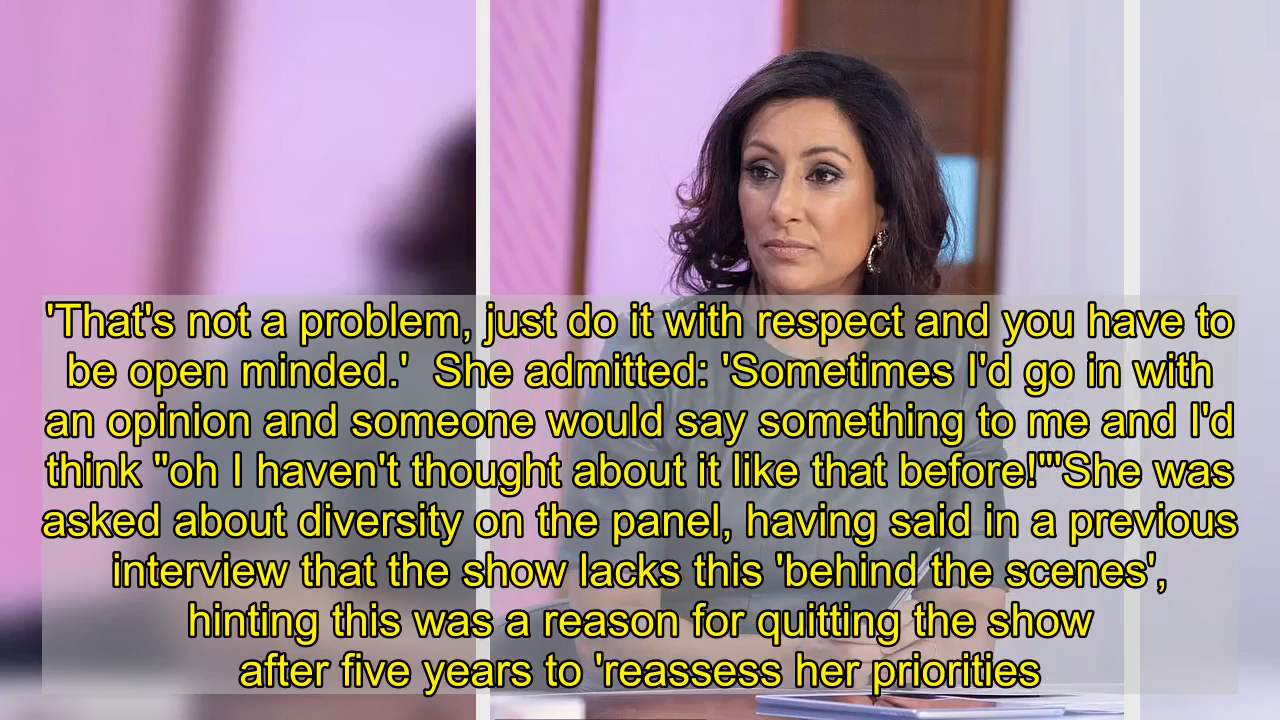 'That's not a problem, just do it with respect and you have to
be open minded.'  She admitted: 'Sometimes I'd go in with
an opinion and someone would say something to me and I'd
think "oh I haven't thought about it like that before!"'She was
asked about diversity on the panel, having said in a previous
interview that the show lacks this 'behind the scenes',
hinting this was a reason for quitting the show
after five years to 'reassess her priorities